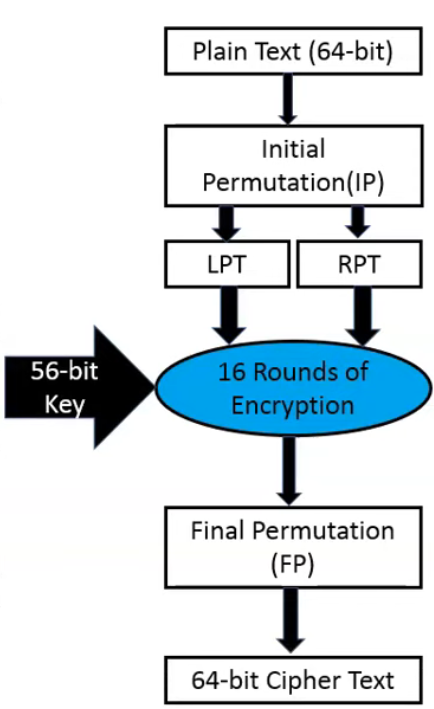 Plain Text (64-bit)
Initial
Permutation(IP)
LPT
RPT
56-bit
Key
16 Rounds of
Encryption
Final Permutation
(FP)
64-bit Cipher Text